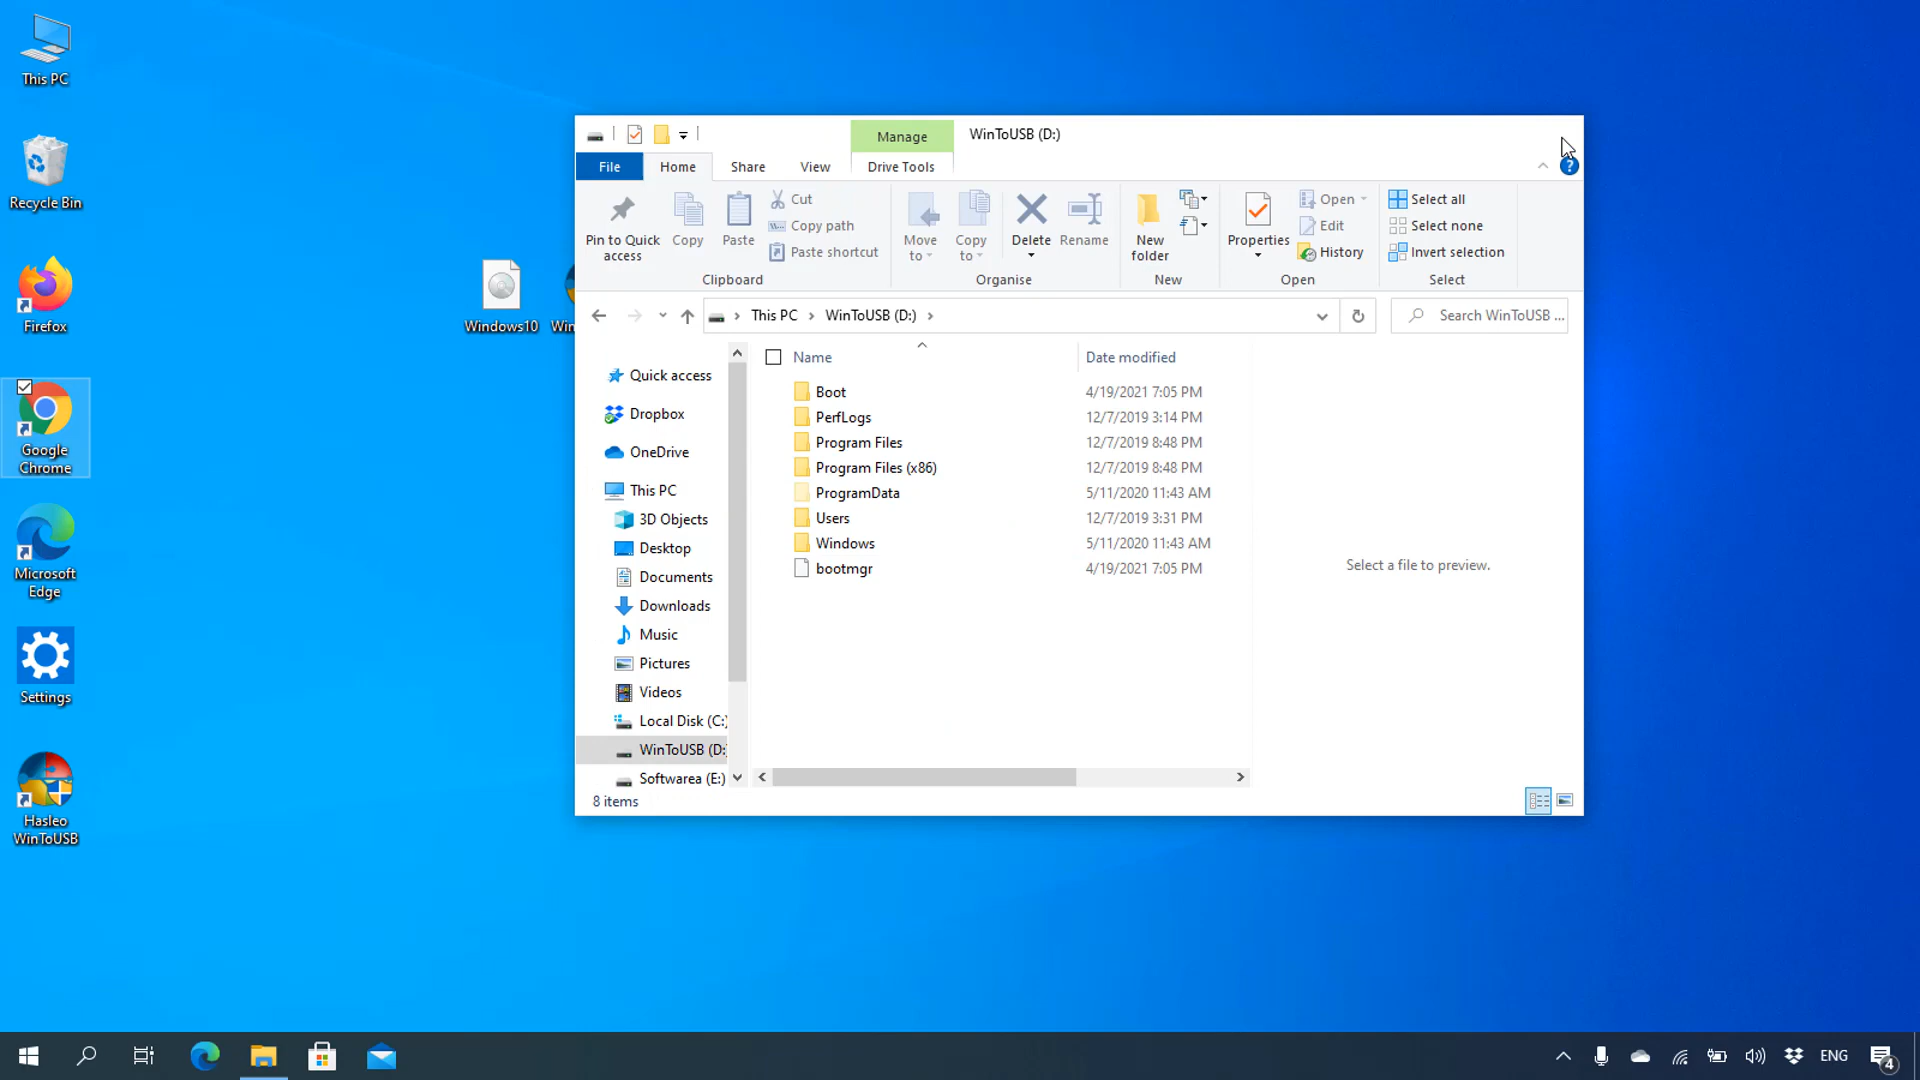 This PC
Recycle Bin
Firefox
Google
Chrome
Microsoft
Edge
Settings
Hasleo
WinToUSB
Windows10
Win
Manage
WinToUSB (D:)
File
Home
Share
View
Drive Tools
?
Pin to Quick
access
Copy
Paste
Cut
Copy path
Paste shortcut
Clipboard
Move
to
Copy
to
Delete
Rename
Organise
New
folder
New
Properties
Open
Edit
History
Open
Select all
Select none
Invert selection
Select
This PC
WinToUSB (D:)
Search WinToUSB ...
Quick access
Dropbox
OneDrive
This PC
3D Objects
Desktop
Documents
Downloads
Music
Pictures
Videos
Local Disk (C:)
WinToUSB (D:
Softwarea (E:)
Name
Date modified
Boot 4/19/2021 7:05 PM
PerfLogs 12/7/2019 3:14 PM
Program Files 12/7/2019 8:48 PM
Program Files (x86) 12/7/2019 8:48 PM
ProgramData 5/11/2020 11:43 AM
Users 12/7/2019 3:31 PM
Windows 5/11/2020 11:43 AM
bootmgr 4/19/2021 7:05 PM
Select a file to preview.
8 items
ENG
4